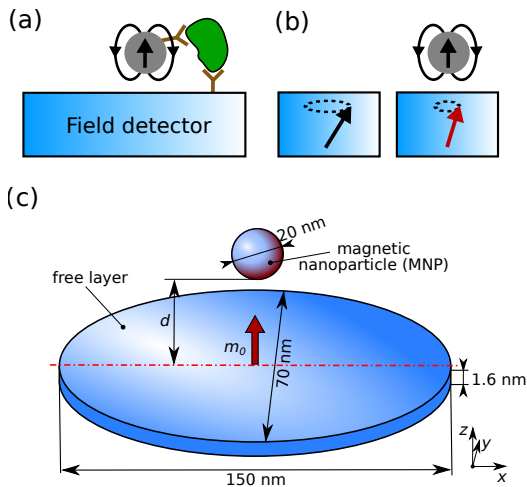 (a)
(b)
Field detector
(c)
20 nm
magnetic
nanoparticle (MNP)
free layer
d
m0
70 nm
1.6 nm
150 nm
z
y
x